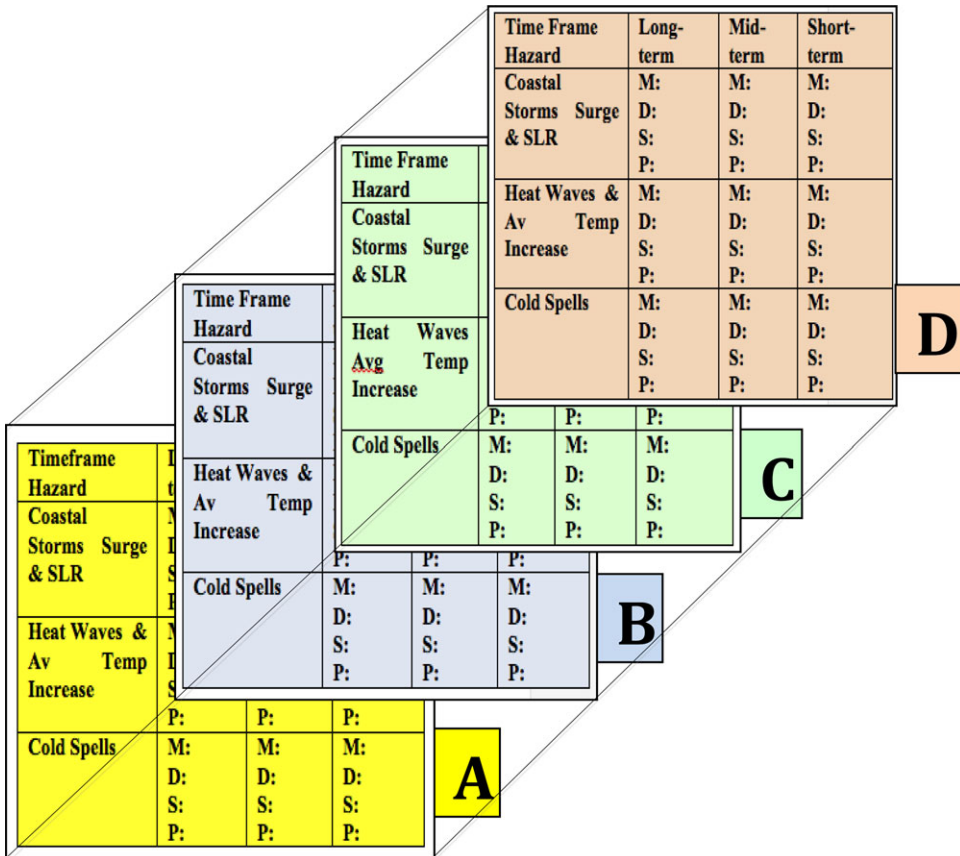 Time Frame Long- Mid- Short-
Hazard term term term
Coastal M: M: M:
Storms Surge D: D: D:
& SLR S: S: S:
P: P: P:
Heat Waves & M: M: M:
Av Temp D: D: D:
Increase S: S: S:
P: P: P:
Cold Spells M: M: M:
D: D: D:
S: S: S:
P: P: P:
D
Time Frame
Hazard
Coastal
Storms Surge
& SLR
Heat Waves
Avg Temp
Increase
P: P: P:
Cold Spells M: M: M:
D: D: D:
S: S: S:
P: P: P:
C
Time Frame
Hazard
Coastal
Storms Surge
& SLR
Heat Waves &
Av Temp
Increase
P: P: P:
Cold Spells M: M: M:
D: D: D:
S: S: S:
P: P: P:
B
Timeframe
Hazard
Coastal
Storms Surge
& SLR
Heat Waves &
Av Temp
Increase
P: P: P:
Cold Spells M: M: M:
D: D: D:
S: S: S:
P: P: P:
A